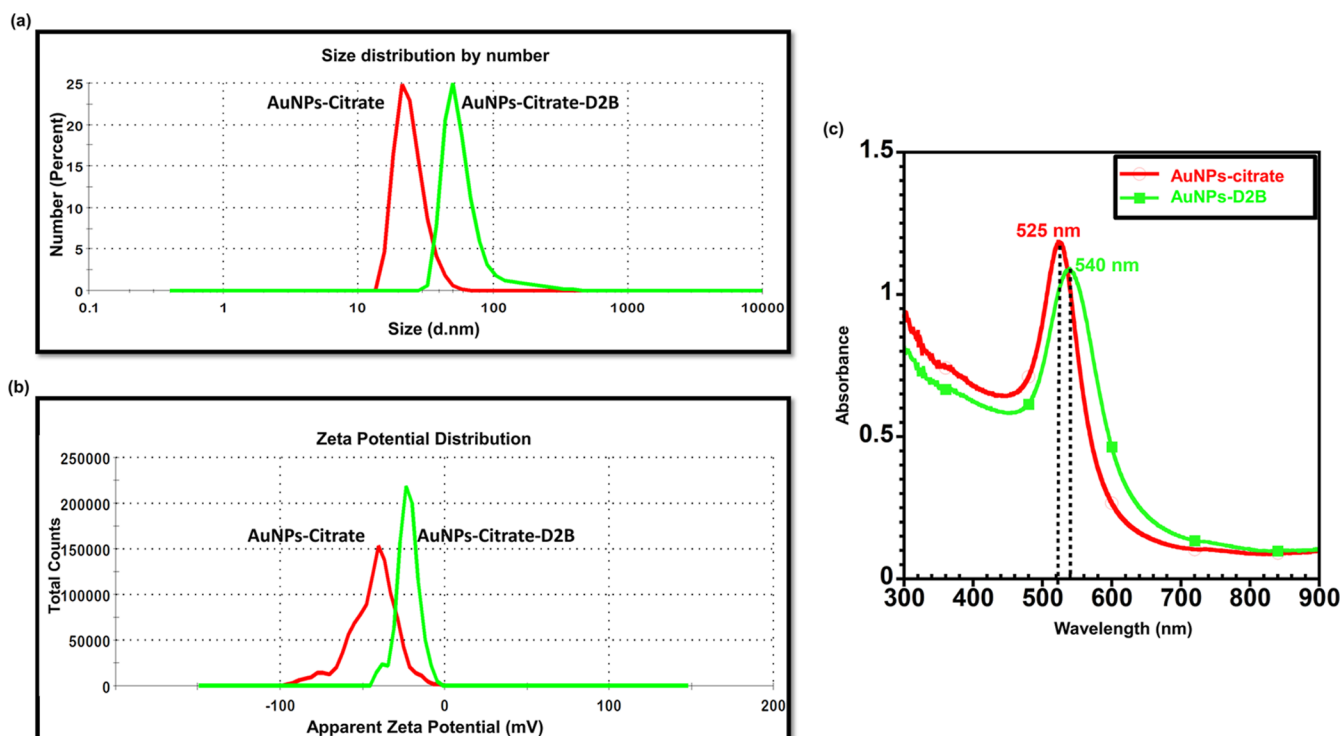 (a)
Size distribution by number
AuNPs-Citrate
AuNPs-Citrate-D2B
Number (Percent)
25
20
15
10
5
0
0.1
1
10
100
1000
10000
Size (d.nm)
(b)
Zeta Potential Distribution
AuNPs-Citrate
AuNPs-Citrate-D2B
Total Counts
250000
200000
150000
100000
50000
0
-100
0
100
200
Apparent Zeta Potential (mV)
(c)
AuNPs-citrate
AuNPs-D2B
525 nm
540 nm
Absorbance
1.5
1
0.5
0
300
400
500
600
700
800
900
Wavelength (nm)